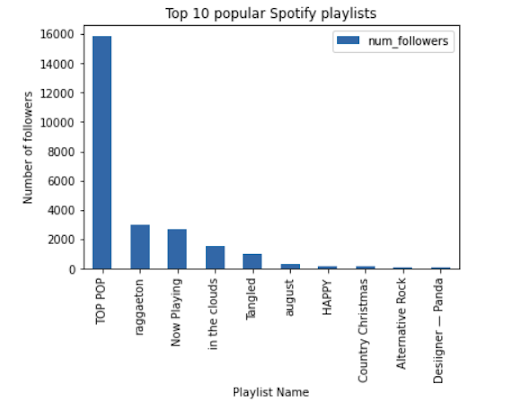 Top 10 popular Spotify playlists
num_followers
Number of followers
16000
14000
12000
10000
8000
6000
4000
2000
0
TOP POP
raggaeton
Now Playing
in the clouds
Tangled
august
HAPPY
Country Christmas
Alternative Rock
Desiigner — Panda
Playlist Name